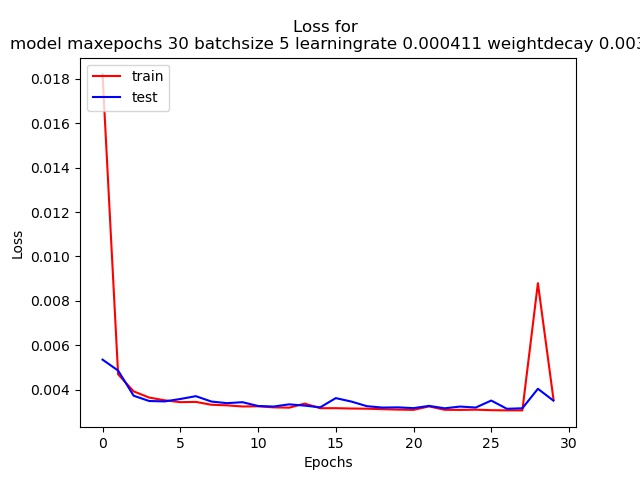 Loss for
model maxepochs 30 batchsize 5 learningrate 0.000411 weightdecay 0.003
train
test
0.018
0.016
0.014
0.012
0.010
0.008
0.006
0.004
Loss
0 5 10 15 20 25 30
Epochs